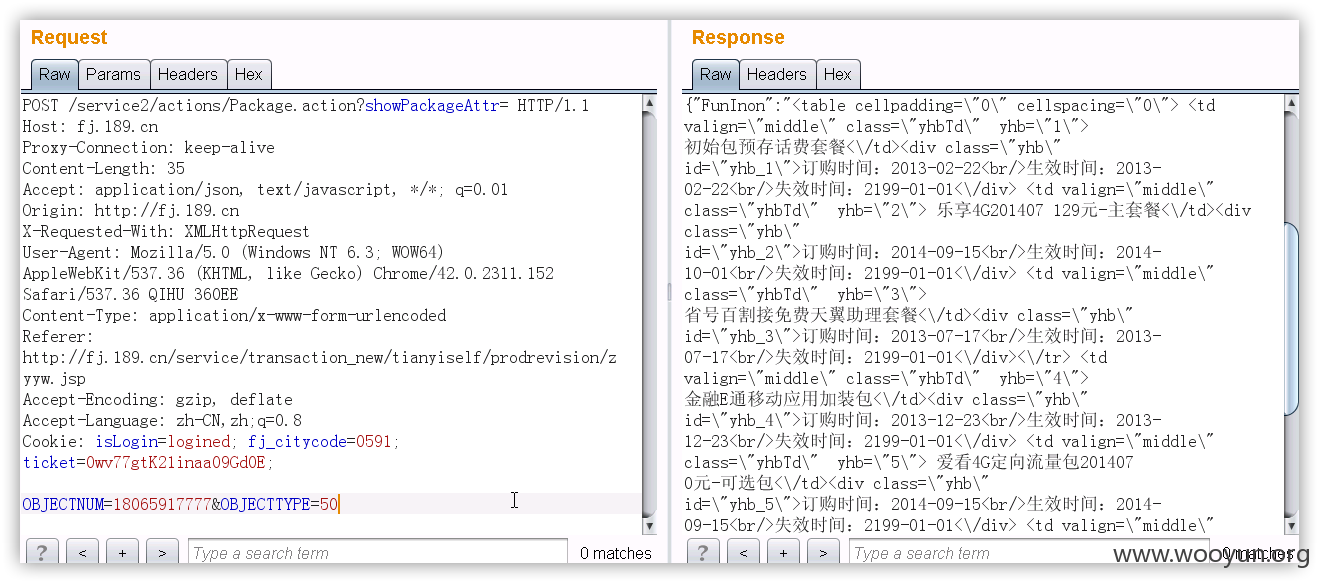 Request
Raw Params Headers Hex
POST /service2/actions/Package.action?showPackageAttr= HTTP/1.1
Host: fj.189.cn
Proxy-Connection: keep-alive
Content-Length: 35
Accept: application/json, text/javascript, */*; q=0.01
Origin: http://fj.189.cn
X-Requested-With: XMLHttpRequest
User-Agent: Mozilla/5.0 (Windows NT 6.3; WOW64)
AppleWebKit/537.36 (KHTML, like Gecko) Chrome/42.0.2311.152
Safari/537.36 QIHU 360EE
Content-Type: application/x-www-form-urlencoded
Referer:
http://fj.189.cn/service/transaction_new/tianyiself/prodrevision/z
yyw.jsp
Accept-Encoding: gzip, deflate
Accept-Language: zh-CN,zh;q=0.8
Cookie: isLogin=logined; fj_citycode=0591;
ticket=0wv77gtK21inaa09GdOE;
OBJECTNUM=18065917777&OBJECTTYPE=50
? < + > Type a search term 0 matches
Response
Raw Headers Hex
{"FunInon":"<table cellpadding=\"0\" cellspacing=\"0\"> <td
valign=\"middle\" class=\"yhbTd\"  yhb=\"1\">
初始包预存话费套餐<\/td><div class=\"yhb\"
id=\"yhb_1\">订购时间：2013-02-22<br/>生效时间：2013-
02-22<br/>失效时间：2199-01-01<\/div> <td valign=\"middle\"
class=\"yhbTd\"  yhb=\"2\"> 乐享4G201407 129元-主套餐<\/td><div
class=\"yhb\"
id=\"yhb_2\">订购时间：2014-09-15<br/>生效时间：2014-
10-01<br/>失效时间：2199-01-01<\/div> <td valign=\"middle\"
class=\"yhbTd\"  yhb=\"3\">
省号百割接免费天翼助理套餐<\/td><div class=\"yhb\"
id=\"yhb_3\">订购时间：2013-07-17<br/>生效时间：2013-
07-17<br/>失效时间：2199-01-01<\/div><\/tr> <td
valign=\"middle\" class=\"yhbTd\"  yhb=\"4\">
金融E通移动应用加装包<\/td><div class=\"yhb\"
id=\"yhb_4\">订购时间：2013-12-23<br/>生效时间：2013-
12-23<br/>失效时间：2199-01-01<\/div> <td valign=\"middle\"
class=\"yhbTd\"  yhb=\"5\"> 爱看4G定向流量包201407
0元-可选包<\/td><div class=\"yhb\"
id=\"yhb_5\">订购时间：2014-09-15<br/>生效时间：2014-
09-15<br/>失效时间：2199-01-01<\/div> <td valign=\"middle\"
? < + > Type a search term 0 matches
www.wooyun.org